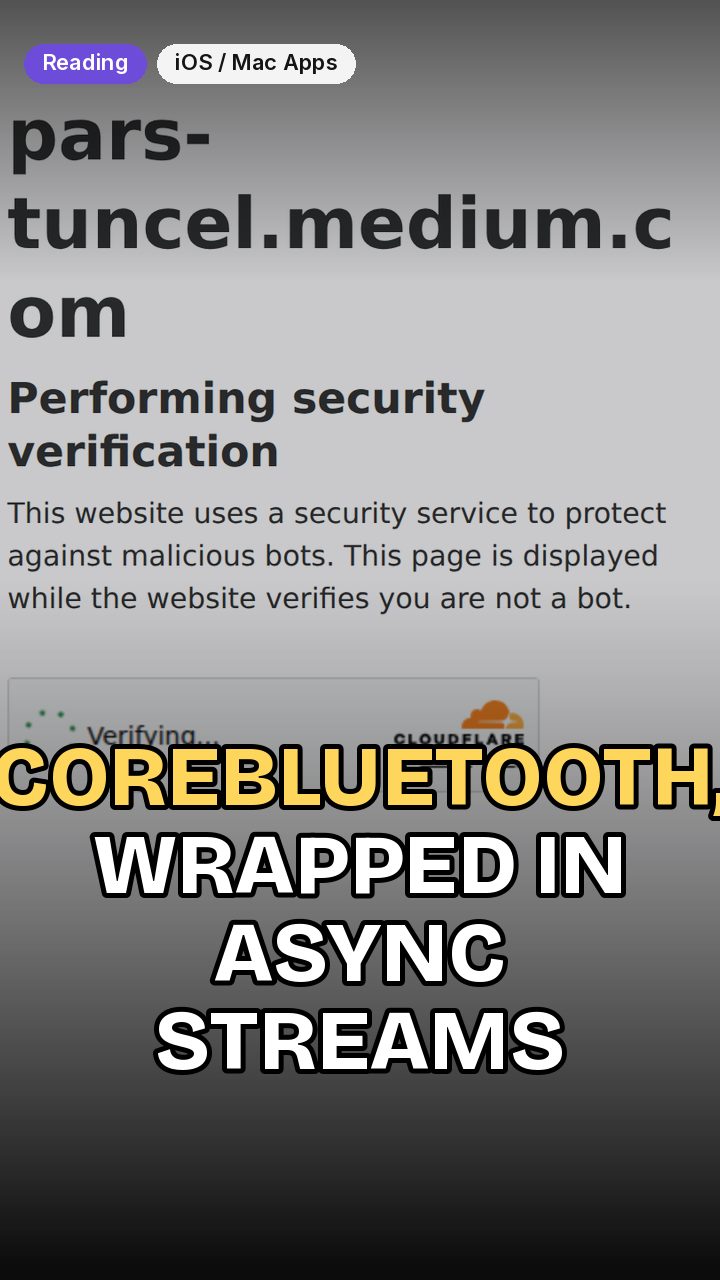 Reading
iOS / Mac Apps
pars-
tuncel.medium.c
om
Performing security
verification
This website uses a security service to protect
against malicious bots. This page is displayed
while the website verifies you are not a bot.
Verifying...
CLOUDFLARE
COREBLUETOOTH,
WRAPPED IN
ASYNC
STREAMS